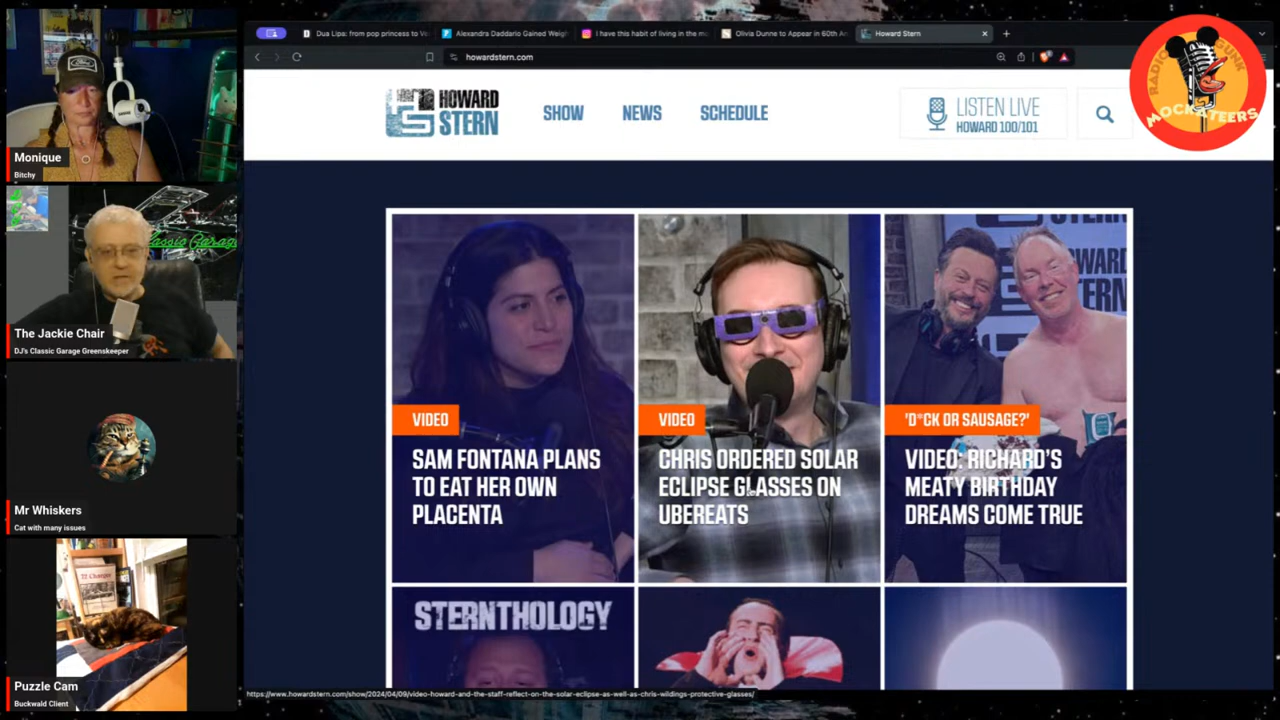 Dua Lipa: from pop princess to V
Alexandra Daddario Gained Weigh
I have this habit of living in the mo
Olivia Dunne to Appear in 60th An
Howard Stern
howardstern.com
HOWARD
STERN
SHOW
NEWS
SCHEDULE
LISTEN LIVE
HOWARD 100/101
RADIO GUNK
MOCKATEERS
Monique
Bitchy
Classic Garage
The Jackie Chair
DJ's Classic Garage Greenskeeper
Mr Whiskers
Cat with many issues
Puzzle Cam
Buckwald Client
VIDEO
SAM FONTANA PLANS
TO EAT HER OWN
PLACENTA
VIDEO
CHRIS ORDERED SOLAR
ECLIPSE GLASSES ON
UBEREATS
'D*CK OR SAUSAGE?'
VIDEO: RICHARD'S
MEATY BIRTHDAY
DREAMS COME TRUE
STERNTHOLOGY
https://www.howardstern.com/show/2024/04/09/video-howard-and-the-staff-reflect-on-the-solar-eclipse-as-well-as-chris-wildings-protective-glasses/